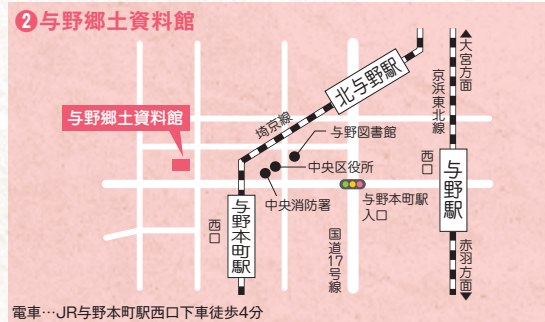 ❷与野郷土資料館
▲大宮方面
京浜東北線
北与野駅
埼京線
与野郷土資料館
与野図書館
中央区役所
中央消防署
西口
与野駅
与野本町駅
入口
西口
与野本町駅
国道17号線
赤羽方面▼
電車…JR与野本町駅西口下車徒歩4分